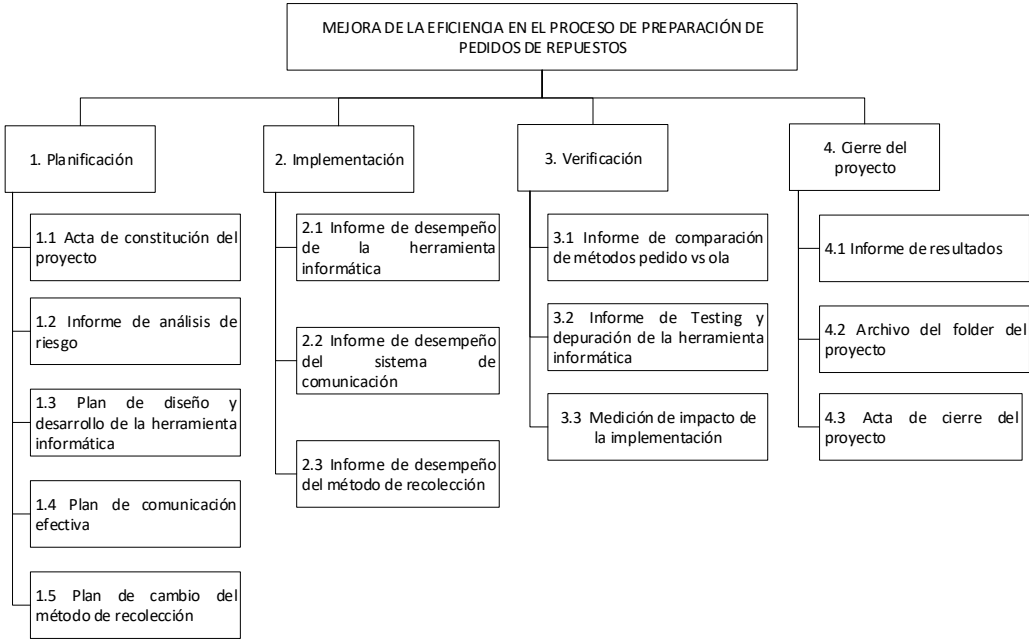 MEJORA DE LA EFICIENCIA EN EL PROCESO DE PREPARACIÓN DE
PEDIDOS DE REPUESTOS
1. Planificación
1.1 Acta de constitución del
proyecto
1.2 Informe de análisis de
riesgo
1.3 Plan de diseño y
desarrollo de la herramienta
informática
1.4 Plan de comunicación
efectiva
1.5 Plan de cambio del
método de recolección
2. Implementación
2.1 Informe de desempeño
de la herramienta
informática
2.2 Informe de desempeño
del sistema de
comunicación
2.3 Informe de desempeño
del método de recolección
3. Verificación
3.1 Informe de comparación
de métodos pedido vs ola
3.2 Informe de Testing y
depuración de la herramienta
informática
3.3 Medición de impacto de
la implementación
4. Cierre del
proyecto
4.1 Informe de resultados
4.2 Archivo del folder del
proyecto
4.3 Acta de cierre del
proyecto